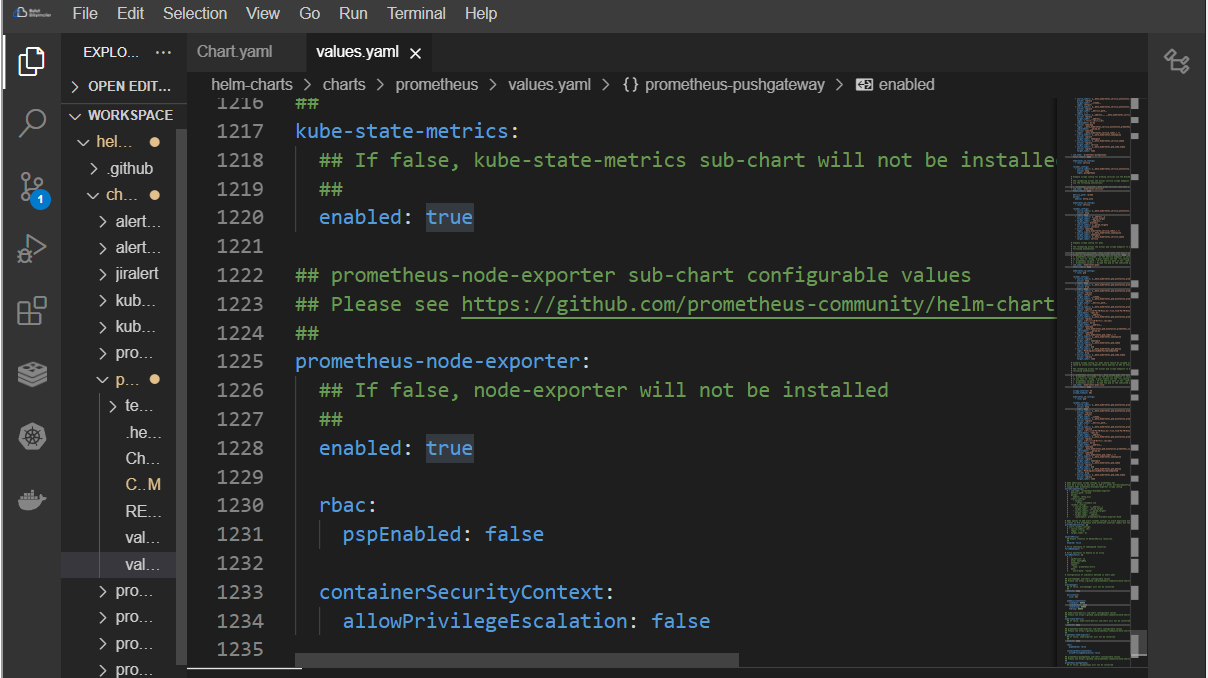 File Edit Selection View Go Run Terminal Help
EXPLO... ···
Chart.yaml values.yaml
OPEN EDIT...
helm-charts > charts > prometheus > values.yaml > {} prometheus-pushgateway > enabled
WORKSPACE
hel...
.github
ch...
alert...
alert...
jiralert
kub...
kub...
pro...
p...
te...
.he...
Ch...
C.. M
RE...
val...
val...
pro...
pro...
pro...
pro...
1
1216 ##
1217 kube-state-metrics:
1218 ## If false, kube-state-metrics sub-chart will not be installe
1219 ##
1220 enabled: true
1221
1222 ## prometheus-node-exporter sub-chart configurable values
1223 ## Please see https://github.com/prometheus-community/helm-chart
1224 ##
1225 prometheus-node-exporter:
1226 ## If false, node-exporter will not be installed
1227 ##
1228 enabled: true
1229
1230 rbac:
1231 pspEnabled: false
1232
1233 containerSecurityContext:
1234 allowPrivilegeEscalation: false
1235